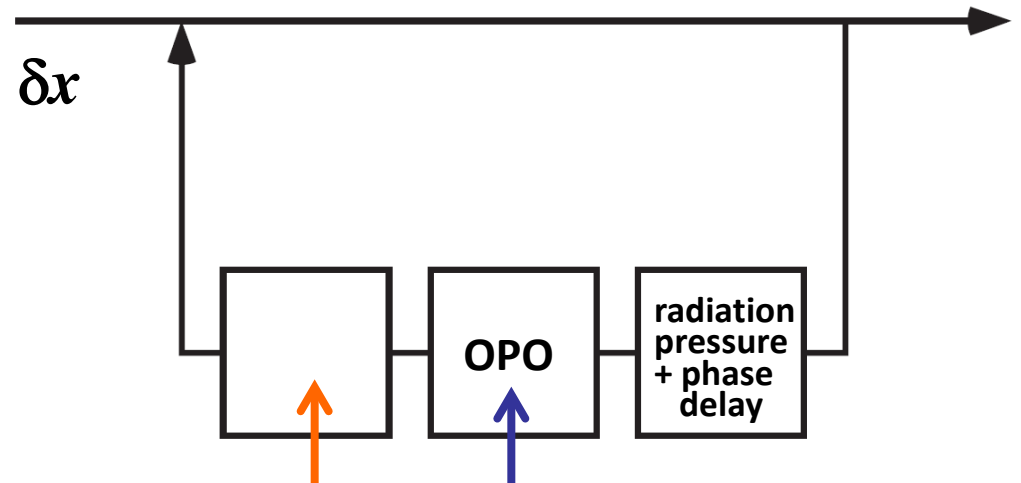 δx
OPO
radiation
pressure
+ phase
delay